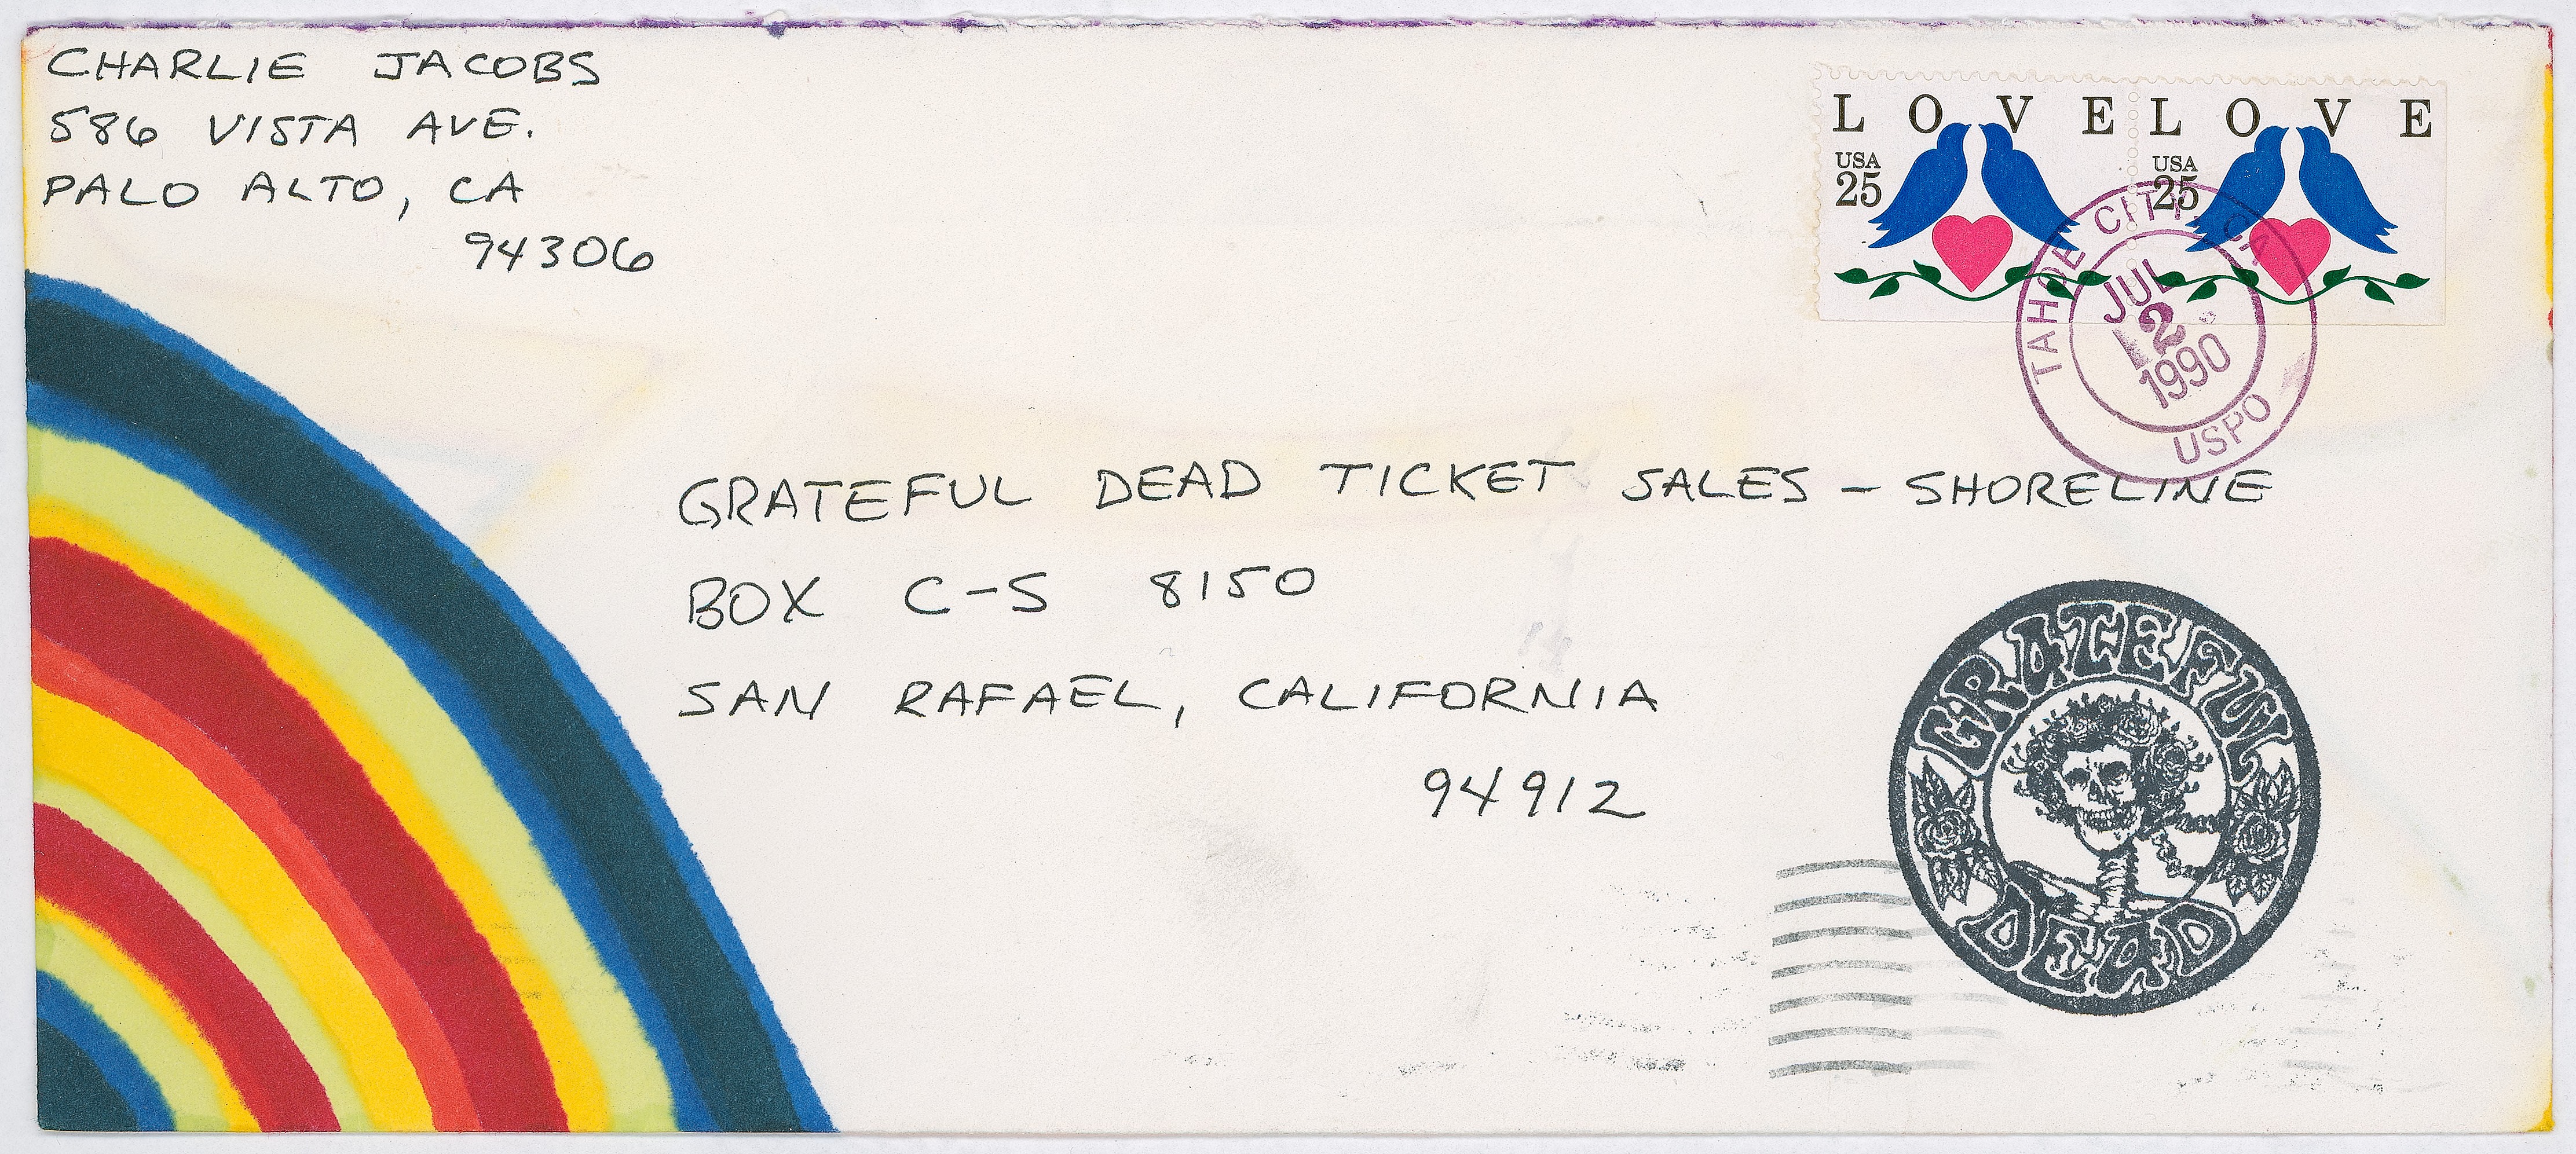 CHARLIE JACOBS
586 VISTA AVE.
PALO ALTO, CA
94306
LOVE LOVE
USA 25 USA 25
TAHOE CITY, CA
JUL
2
1990
USPO
GRATEFUL DEAD TICKET SALES - SHORELINE
BOX C-S 8150
SAN RAFAEL, CALIFORNIA
94912
GRATEFUL
DEAD